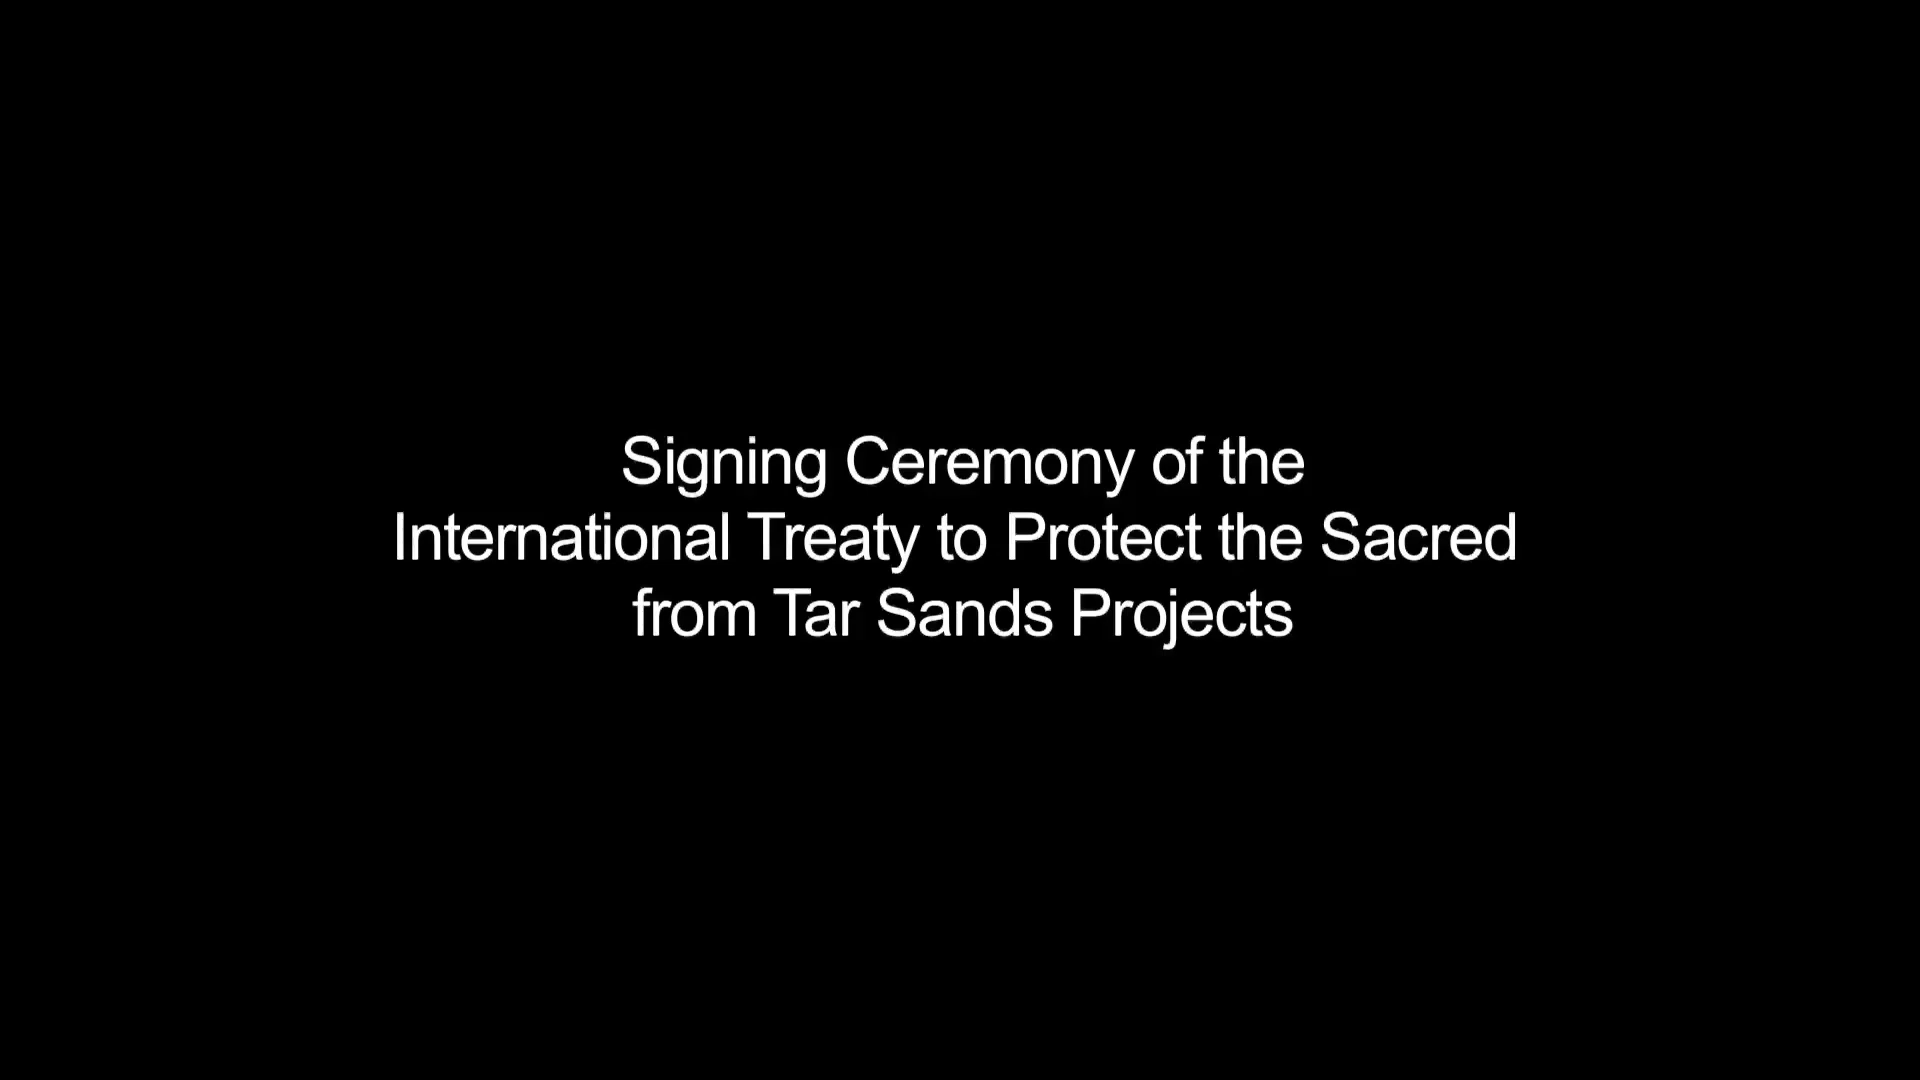 Signing Ceremony of the
International Treaty to Protect the Sacred
from Tar Sands Projects